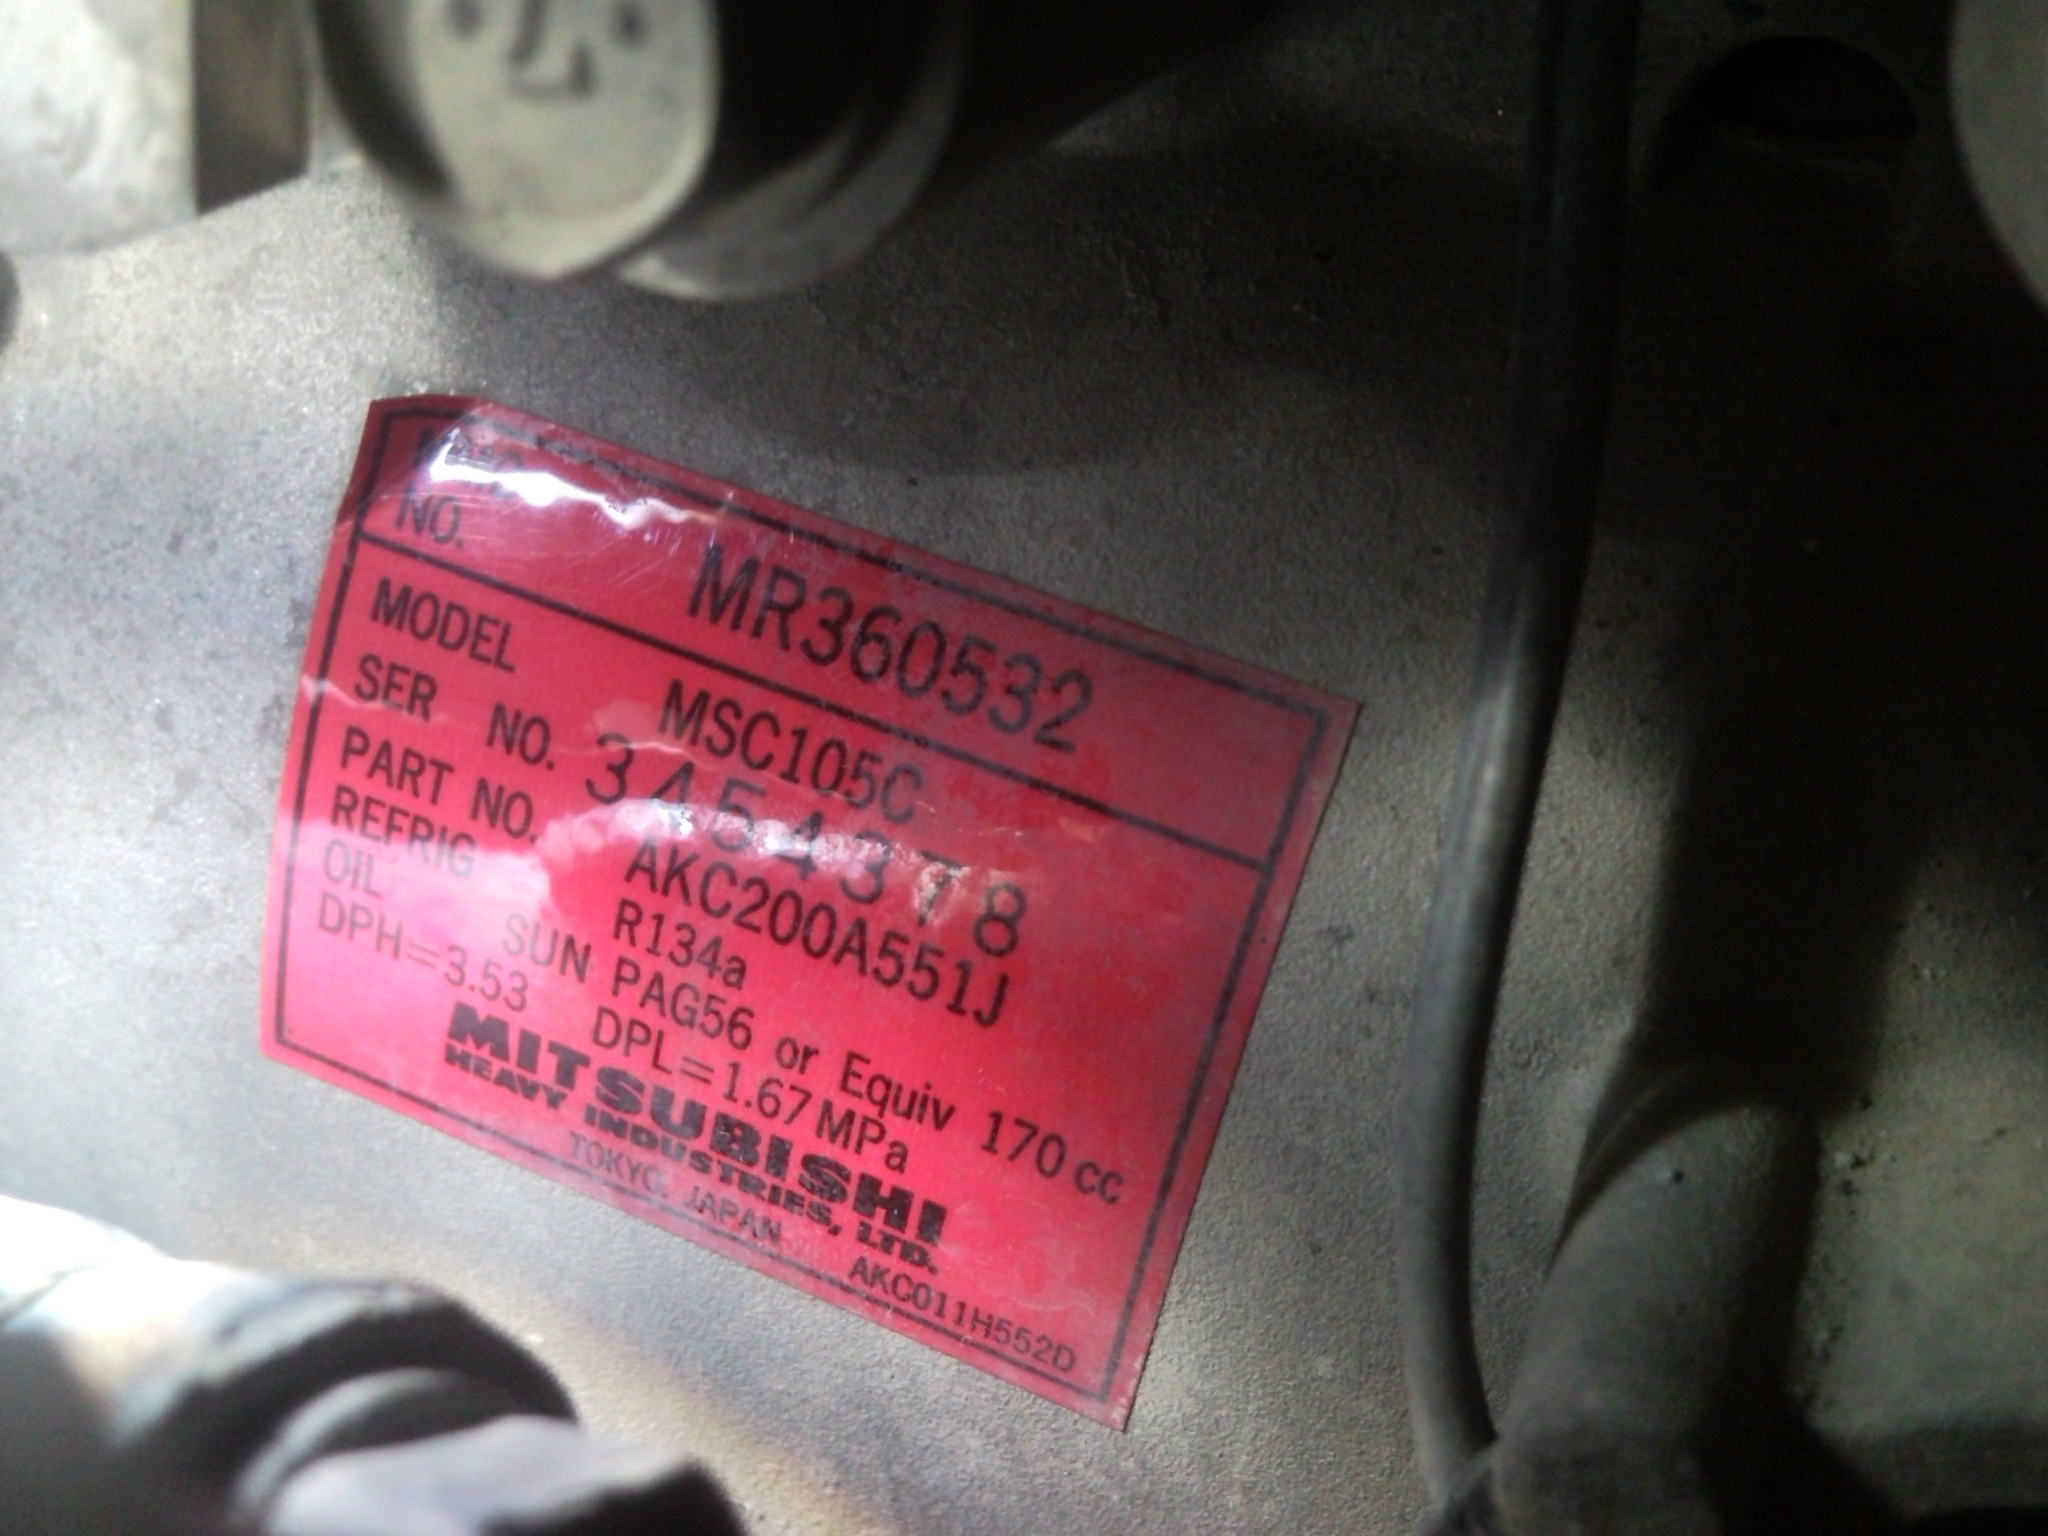 NO. MR360532
MODEL MSC105C
SER NO. 3454378
PART NO. AKC200A551J
REFRIG R134a
OIL SUN PAG56 or Equiv 170 cc
DPH=3.53 DPL=1.67 MPa
MITSUBISHI
HEAVY INDUSTRIES, LTD.
TOKYO. JAPAN AKC011H552D